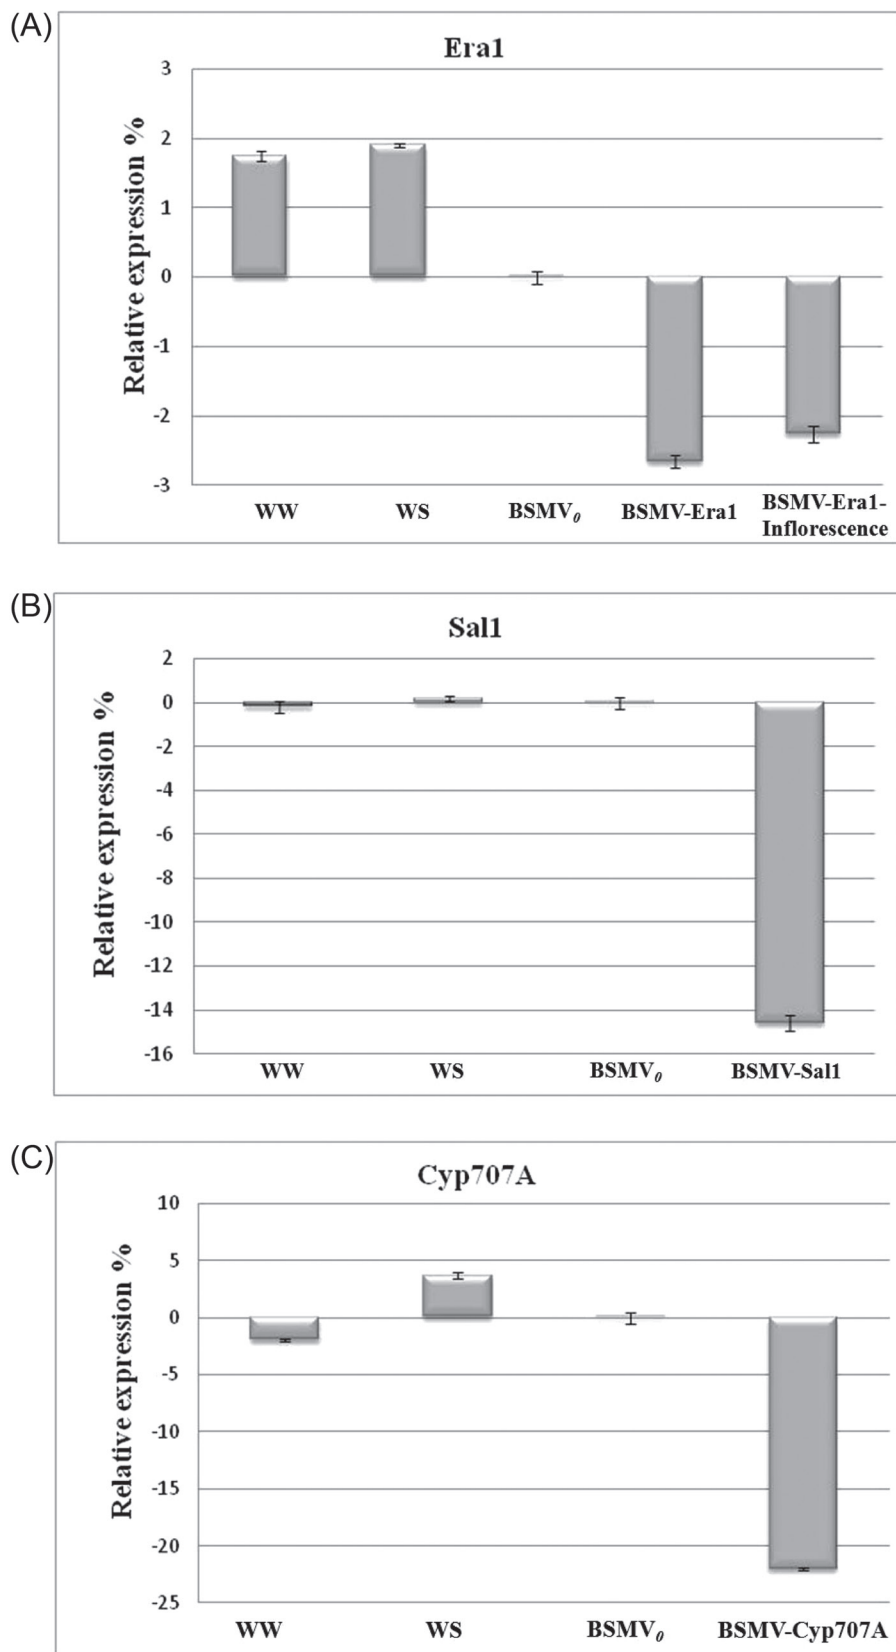 (A)
Era1
Relative expression %
3
2
1
0
-1
-2
-3
WW WS BSMV0 BSMV-Era1 BSMV-Era1-
Inflorescence
(B)
Sal1
Relative expression %
2
0
-2
-4
-6
-8
-10
-12
-14
-16
WW WS BSMV0 BSMV-Sal1
(C)
Cyp707A
Relative expression %
10
5
0
-5
-10
-15
-20
-25
WW WS BSMV0 BSMV-Cyp707A